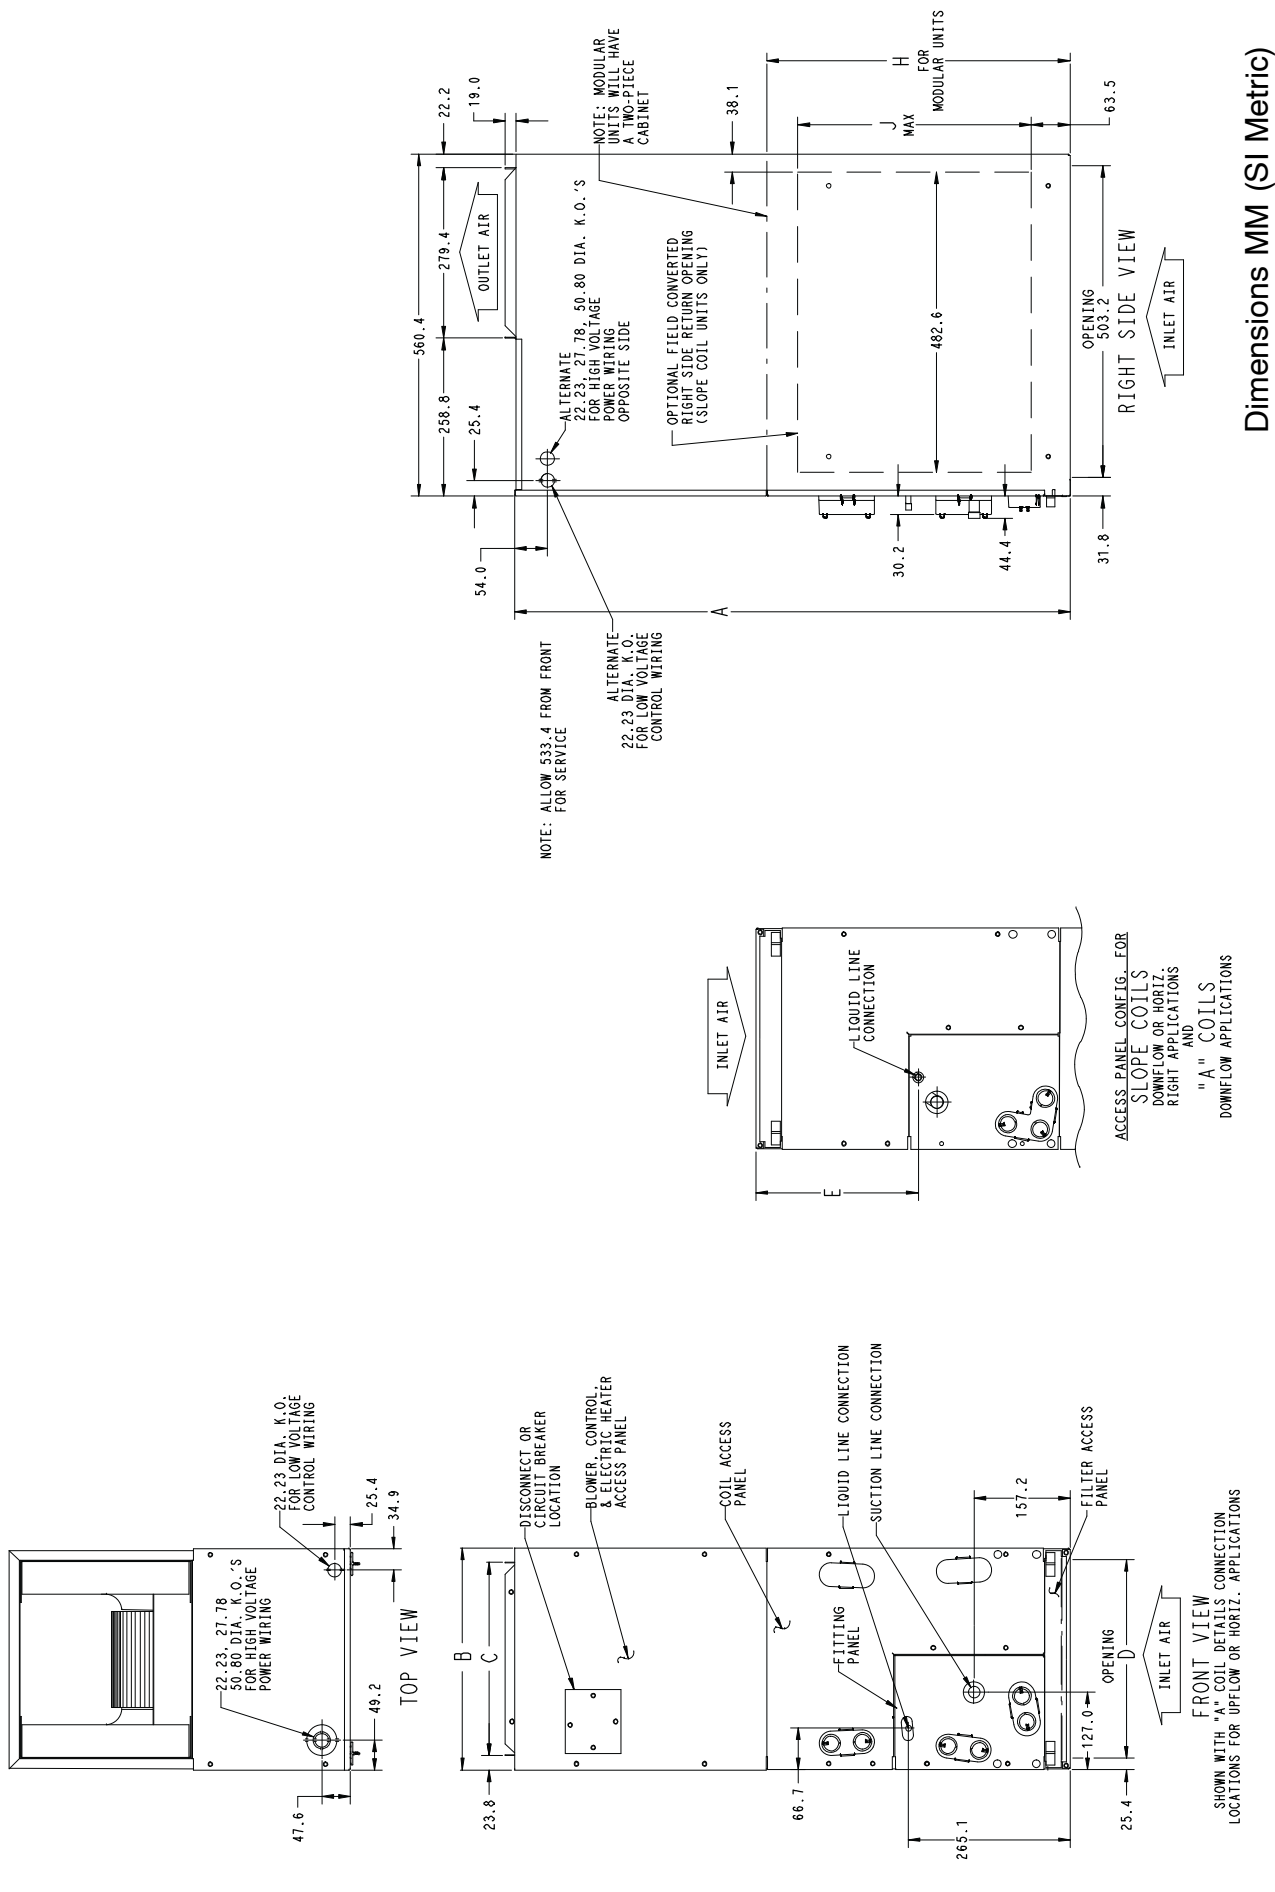 Dimensions MM (SI Metric)
22.23, 27.78
50.80 DIA. K.O.'S
FOR HIGH VOLTAGE
POWER WIRING
22.23 DIA. K.O.
FOR LOW VOLTAGE
CONTROL WIRING
47.6
49.2
25.4
34.9
TOP VIEW
B
C
23.8
DISCONNECT OR
CIRCUIT BREAKER
LOCATION
BLOWER, CONTROL,
& ELECTRIC HEATER
ACCESS PANEL
COIL ACCESS
PANEL
66.7
FITTING
PANEL
LIQUID LINE CONNECTION
SUCTION LINE CONNECTION
265.1
157.2
127.0
FILTER ACCESS
PANEL
25.4
OPENING
D
INLET AIR
FRONT VIEW
SHOWN WITH "A" COIL DETAILS CONNECTION
LOCATIONS FOR UPFLOW OR HORIZ. APPLICATIONS
INLET AIR
LIQUID LINE
CONNECTION
E
ACCESS PANEL CONFIG. FOR
SLOPE COILS
DOWNFLOW OR HORIZ.
RIGHT APPLICATIONS
AND
"A" COILS
DOWNFLOW APPLICATIONS
560.4
258.8
279.4
22.2
25.4
19.0
54.0
OUTLET AIR
NOTE: ALLOW 533.4 FROM FRONT
FOR SERVICE
ALTERNATE
22.23 DIA. K.O.
FOR LOW VOLTAGE
CONTROL WIRING
ALTERNATE
22.23, 27.78, 50.80 DIA. K.O.'S
FOR HIGH VOLTAGE
POWER WIRING
OPPOSITE SIDE
NOTE: MODULAR
UNITS WILL HAVE
A TWO-PIECE
CABINET
OPTIONAL FIELD CONVERTED
RIGHT SIDE RETURN OPENING
(SLOPE COIL UNITS ONLY)
A
38.1
J
MAX
H
FOR
MODULAR UNITS
482.6
30.2
44.4
31.8
63.5
OPENING
503.2
RIGHT SIDE VIEW
INLET AIR